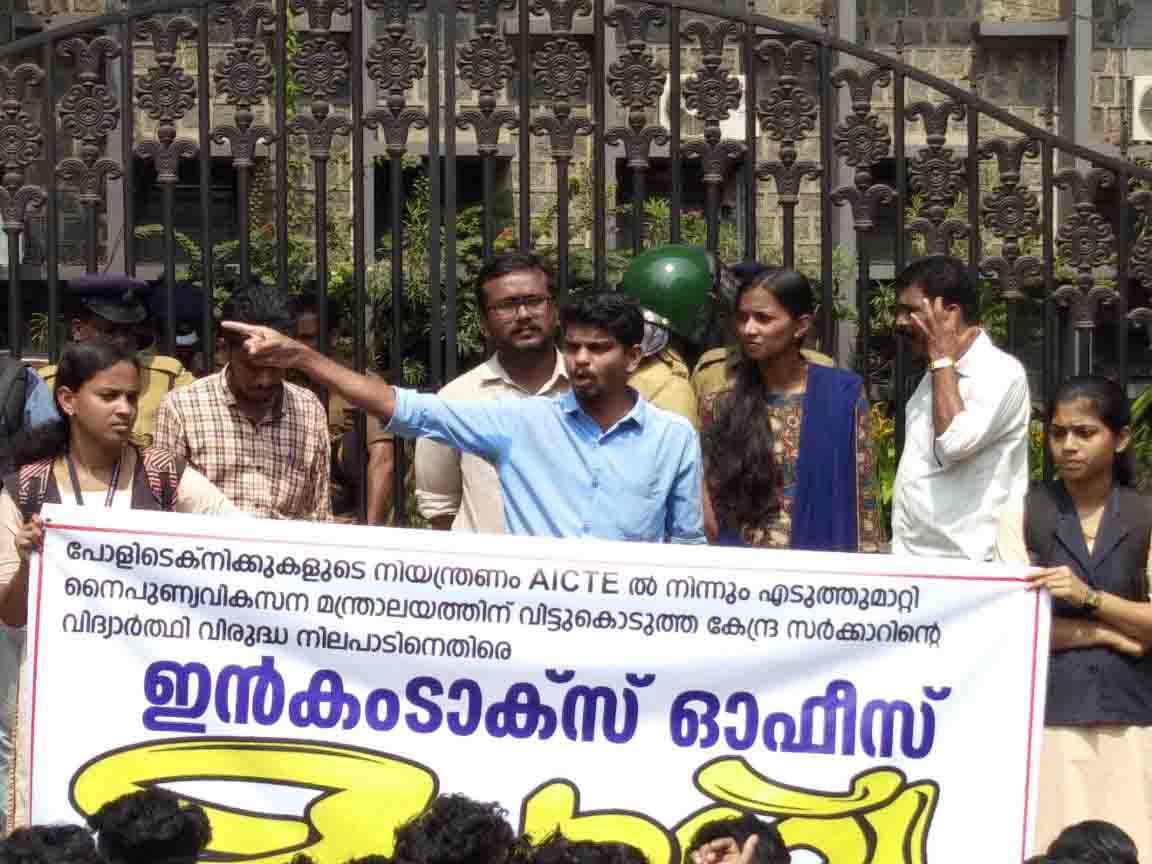 പോളിടെക്നിക്കുകളുടെ നിയന്ത്രണം AICTE ൽ നിന്നും എടുത്തുമാറ്റി
നൈപുണ്യവികസന മന്ത്രാലയത്തിന് വിട്ടുകൊടുത്ത കേന്ദ്ര സർക്കാറിന്റെ
വിദ്യാർത്ഥി വിരുദ്ധ നിലപാടിനെതിരെ
ഇൻകംടാക്സ് ഓഫീസ്